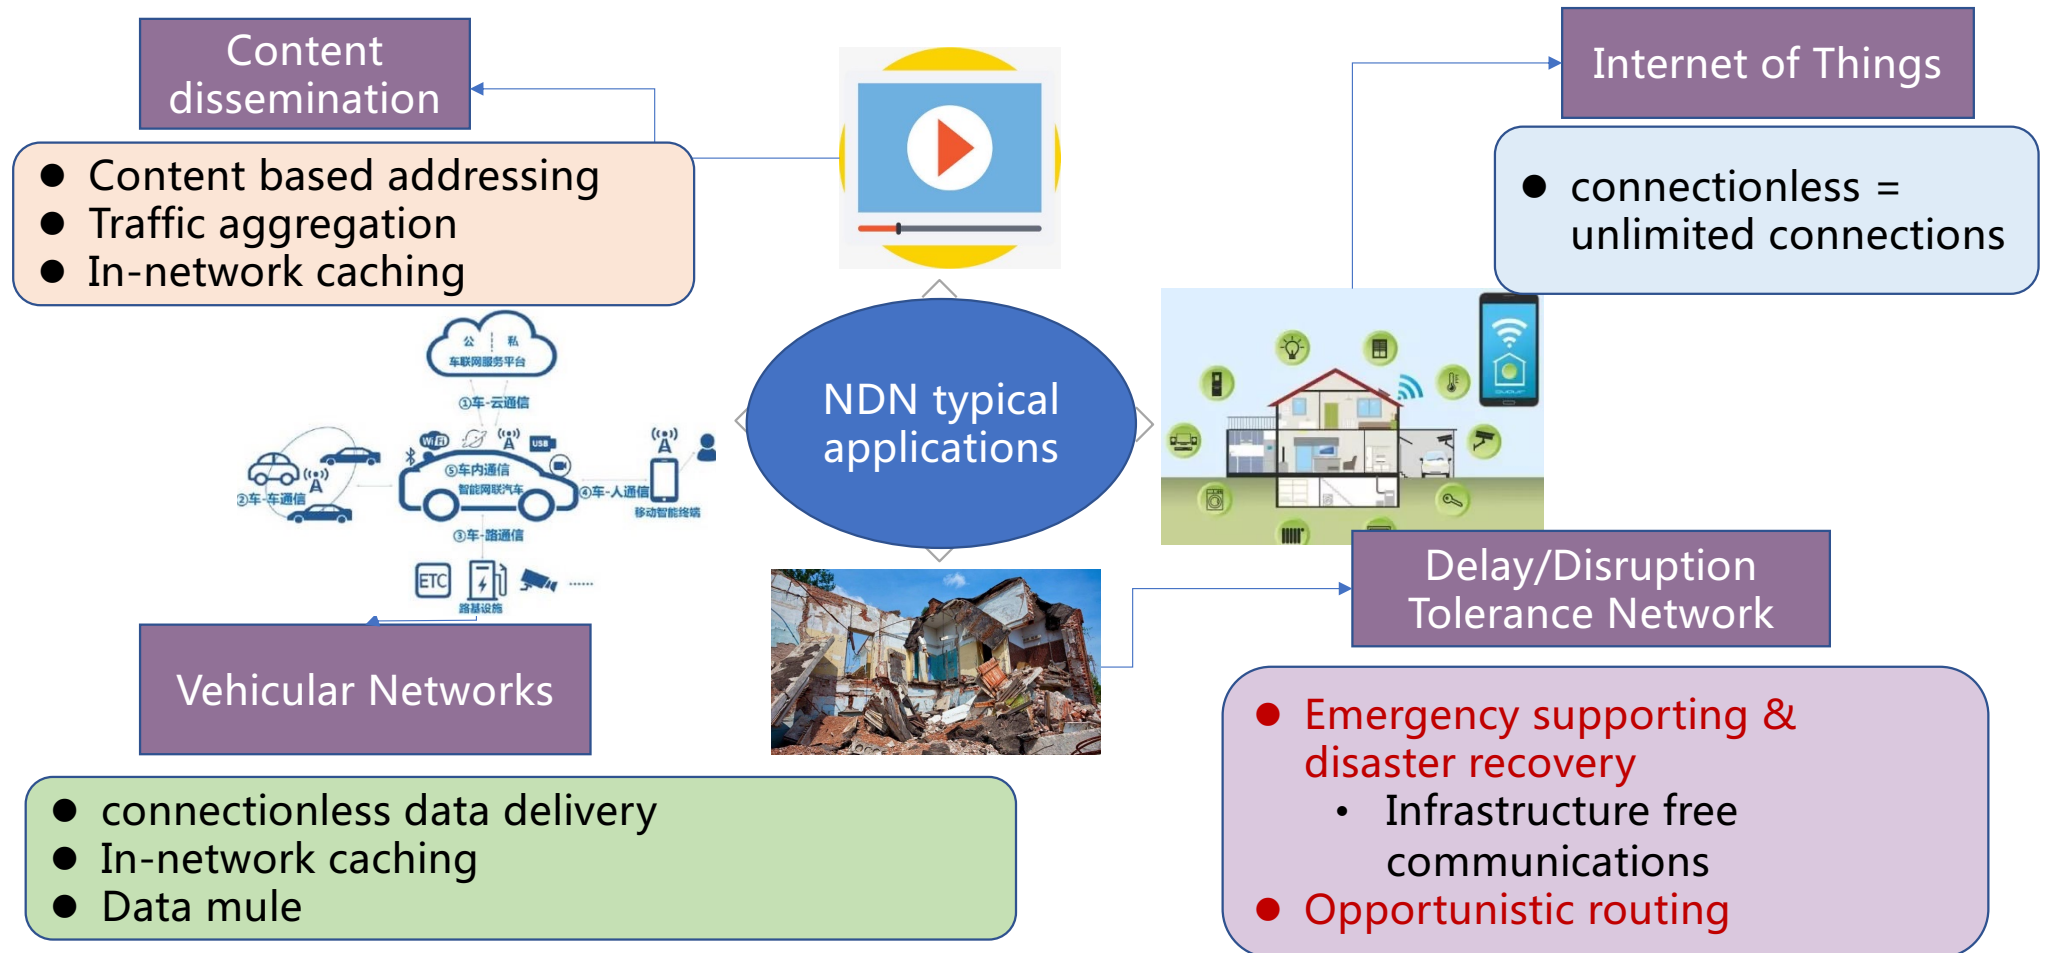 Content
dissemination
● Content based addressing
● Traffic aggregation
● In-network caching
Internet of Things
● connectionless =
unlimited connections
NDN typical
applications
公 私
车联网服务平台
①车-云通信
WiFi
USB
⑤车内通信
智能网联汽车
②车-车通信
④车-人通信
移动智能终端
③车-路通信
ETC
......
路基设施
Vehicular Networks
● connectionless data delivery
● In-network caching
● Data mule
Delay/Disruption
Tolerance Network
● Emergency supporting &
disaster recovery
• Infrastructure free
communications
● Opportunistic routing